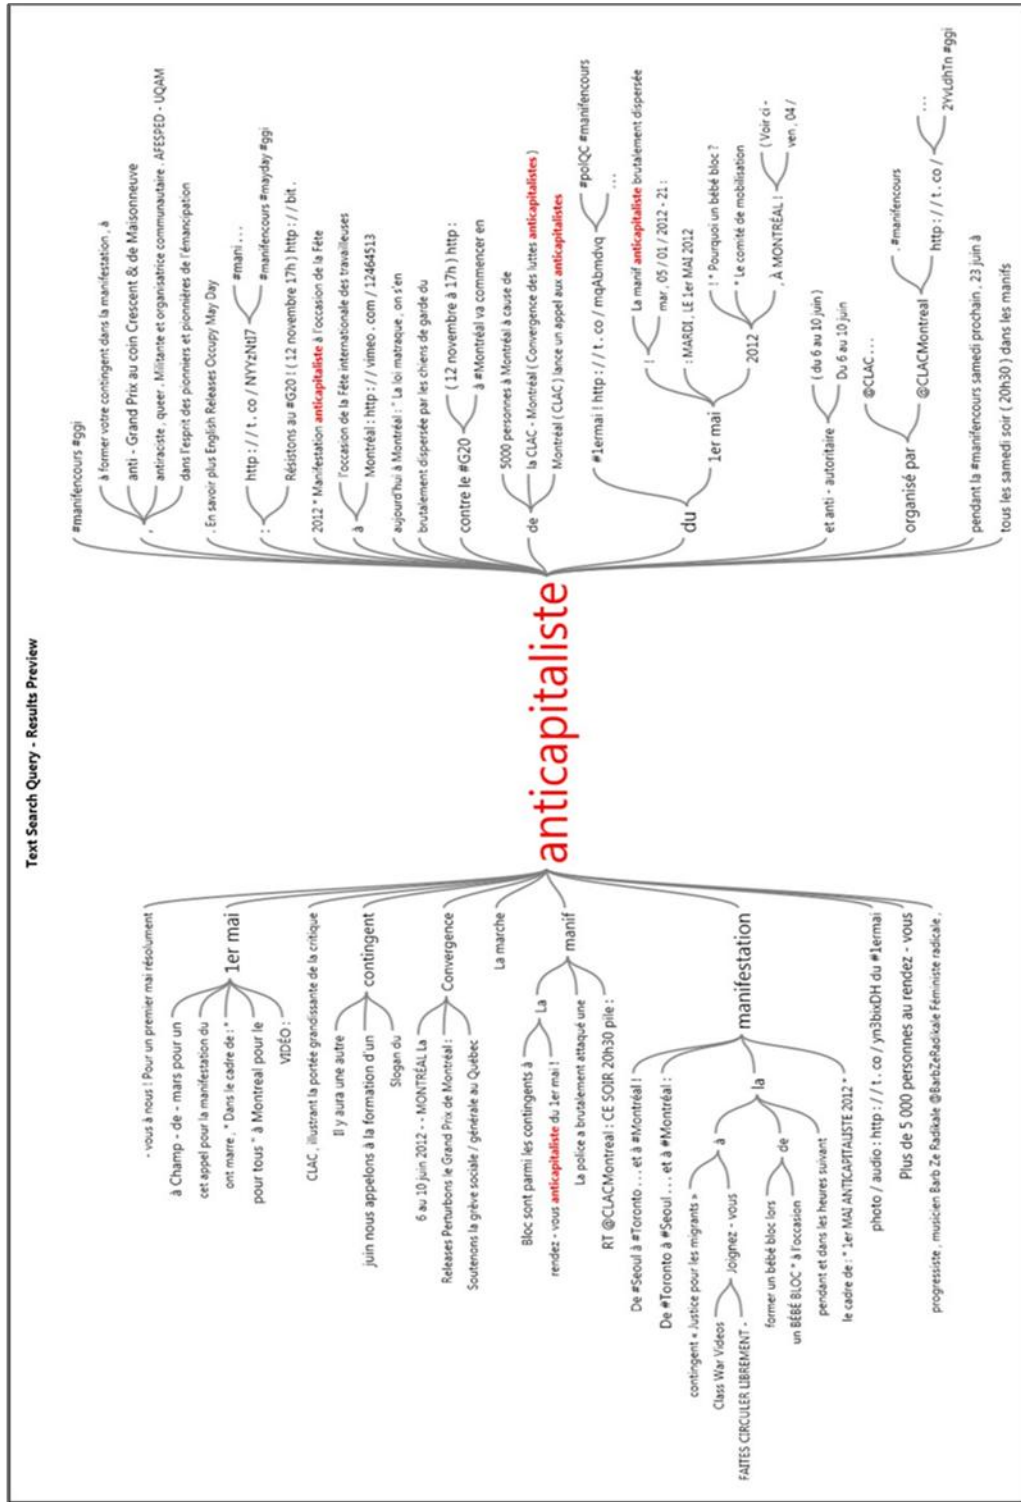 Text Search Query - Results Preview
- vous à nous ! Pour un premier mai résolument
à Champ - de - mars pour un
cet appel pour la manifestation du
ont marre , " Dans le cadre de : "
pour tous " à Montreal pour le
VIDÉO :
1er mai
CLAC , illustrant la portée grandissante de la critique
Il y aura une autre
juin nous appelons à la formation d'un
Slogan du
contingent
6 au 10 juin 2012 - - MONTRÉAL La
Releases Perturbons le Grand Prix de Montréal :
Soutenons la grève sociale / générale au Québec
Convergence
La marche
Bloc sont parmi les contingents à
rendez - vous anticapitaliste du 1er mai !
La
La police a brutalement attaqué une
RT @CLACMontreal : CE SOIR 20h30 pile :
manif
De #Seoul à #Toronto . . . et à #Montréal !
De #Toronto à #Seoul . . . et à #Montréal :
contingent « Justice pour les migrants »
Class War Videos
FAITES CIRCULER LIBREMENT -
Joignez - vous
à
former un bébé bloc lors
un BÉBÉ BLOC " à l'occasion
de
pendant et dans les heures suivant
la
le cadre de : " 1er MAI ANTICAPITALISTE 2012 "
manifestation
photo / audio : http : / / t . co / yn3bixDH du #1ermai
Plus de 5 000 personnes au rendez - vous
progressiste , musicien Barb Ze Radikale @BarbZeRadikale Féministe radicale ,
anticapitaliste
#manifencours #ggi
,
à former votre contingent dans la manifestation , à
anti - Grand Prix au coin Crescent & de Maisonneuve
antiraciste , queer . Militante et organisatrice communautaire . AFESPED - UQAM
dans l'esprit des pionniers et pionnières de l'émancipation
. En savoir plus English Releases Occupy May Day
:
http : / / t . co / NYYzNtI7
#mani . . .
#manifencours #mayday #ggi
Résistons au #G20 ! ( 12 novembre 17h ) http : / / bit .
2012 " Manifestation anticapitaliste à l'occasion de la Fête
à
l'occasion de la Fête internationale des travailleuses
Montréal : http : / / vimeo . com / 12464513
aujourd'hui à Montréal : " La loi matraque , on s'en
brutalement dispersée par les chiens de garde du
contre le #G20
( 12 novembre à 17h ) http :
à #Montréal va commencer en
de
5000 personnes à Montréal à cause de
la CLAC - Montréal ( Convergence des luttes anticapitalistes )
Montréal ( CLAC ) lance un appel aux anticapitalistes
du
#1ermai ! http : / / t . co / mqAbmdvq
#polQC #manifencours
. . .
1er mai
!
La manif anticapitaliste brutalement dispersée
mar , 05 / 01 / 2012 - 21 :
: MARDI , LE 1er MAI 2012
2012
! " Pourquoi un bébé bloc ?
" Le comité de mobilisation
, À MONTRÉAL !
( Voir ci -
ven , 04 /
et anti - autoritaire
( du 6 au 10 juin )
Du 6 au 10 juin
organisé par
@CLAC . . .
@CLACMontreal
. #manifencours
http : / / t . co /
. . .
2YvLdhTn #ggi
pendant la #manifencours samedi prochain , 23 juin à
tous les samedi soir ( 20h30 ) dans les manifs